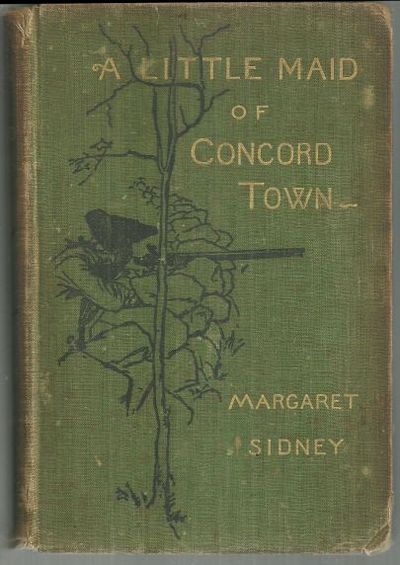 A LITTLE MAID
OF
CONCORD
TOWN
MARGARET
SIDNEY